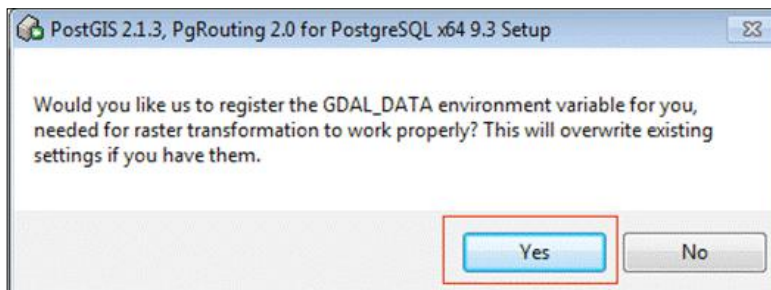 PostGIS 2.1.3, PgRouting 2.0 for PostgreSQL x64 9.3 Setup
Would you like us to register the GDAL_DATA environment variable for you,
needed for raster transformation to work properly? This will overwrite existing
settings if you have them.
Yes
No